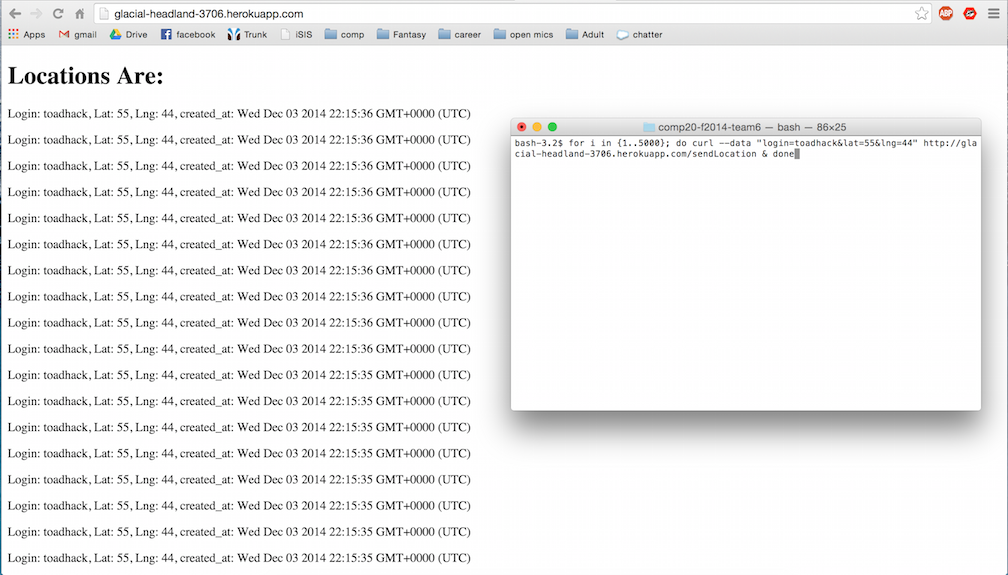 glacial-headland-3706.herokuapp.com
ABP
Apps gmail Drive facebook Trunk iSIS comp Fantasy career open mics Adult chatter
Locations Are:
Login: toadhack, Lat: 55, Lng: 44, created_at: Wed Dec 03 2014 22:15:36 GMT+0000 (UTC)
Login: toadhack, Lat: 55, Lng: 44, created_at: Wed Dec 03 2014 22:15:36 GMT+0000 (UTC)
Login: toadhack, Lat: 55, Lng: 44, created_at: Wed Dec 03 2014 22:15:36 GMT+0000 (UTC)
Login: toadhack, Lat: 55, Lng: 44, created_at: Wed Dec 03 2014 22:15:36 GMT+0000 (UTC)
Login: toadhack, Lat: 55, Lng: 44, created_at: Wed Dec 03 2014 22:15:36 GMT+0000 (UTC)
Login: toadhack, Lat: 55, Lng: 44, created_at: Wed Dec 03 2014 22:15:36 GMT+0000 (UTC)
Login: toadhack, Lat: 55, Lng: 44, created_at: Wed Dec 03 2014 22:15:36 GMT+0000 (UTC)
Login: toadhack, Lat: 55, Lng: 44, created_at: Wed Dec 03 2014 22:15:36 GMT+0000 (UTC)
Login: toadhack, Lat: 55, Lng: 44, created_at: Wed Dec 03 2014 22:15:36 GMT+0000 (UTC)
Login: toadhack, Lat: 55, Lng: 44, created_at: Wed Dec 03 2014 22:15:36 GMT+0000 (UTC)
Login: toadhack, Lat: 55, Lng: 44, created_at: Wed Dec 03 2014 22:15:35 GMT+0000 (UTC)
Login: toadhack, Lat: 55, Lng: 44, created_at: Wed Dec 03 2014 22:15:35 GMT+0000 (UTC)
Login: toadhack, Lat: 55, Lng: 44, created_at: Wed Dec 03 2014 22:15:35 GMT+0000 (UTC)
Login: toadhack, Lat: 55, Lng: 44, created_at: Wed Dec 03 2014 22:15:35 GMT+0000 (UTC)
Login: toadhack, Lat: 55, Lng: 44, created_at: Wed Dec 03 2014 22:15:35 GMT+0000 (UTC)
Login: toadhack, Lat: 55, Lng: 44, created_at: Wed Dec 03 2014 22:15:35 GMT+0000 (UTC)
Login: toadhack, Lat: 55, Lng: 44, created_at: Wed Dec 03 2014 22:15:35 GMT+0000 (UTC)
Login: toadhack, Lat: 55, Lng: 44, created_at: Wed Dec 03 2014 22:15:35 GMT+0000 (UTC)
comp20-f2014-team6 — bash — 86×25
bash-3.2$ for i in {1..5000}; do curl --data "login=toadhack&lat=55&lng=44" http://gla
cial-headland-3706.herokuapp.com/sendLocation & done